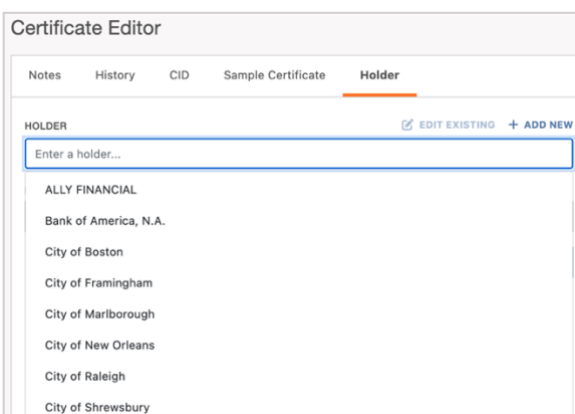 Certificate Editor
Notes History CID Sample Certificate Holder
HOLDER EDIT EXISTING + ADD NEW
Enter a holder...
ALLY FINANCIAL
Bank of America, N.A.
City of Boston
City of Framingham
City of Marlborough
City of New Orleans
City of Raleigh
City of Shrewsbury